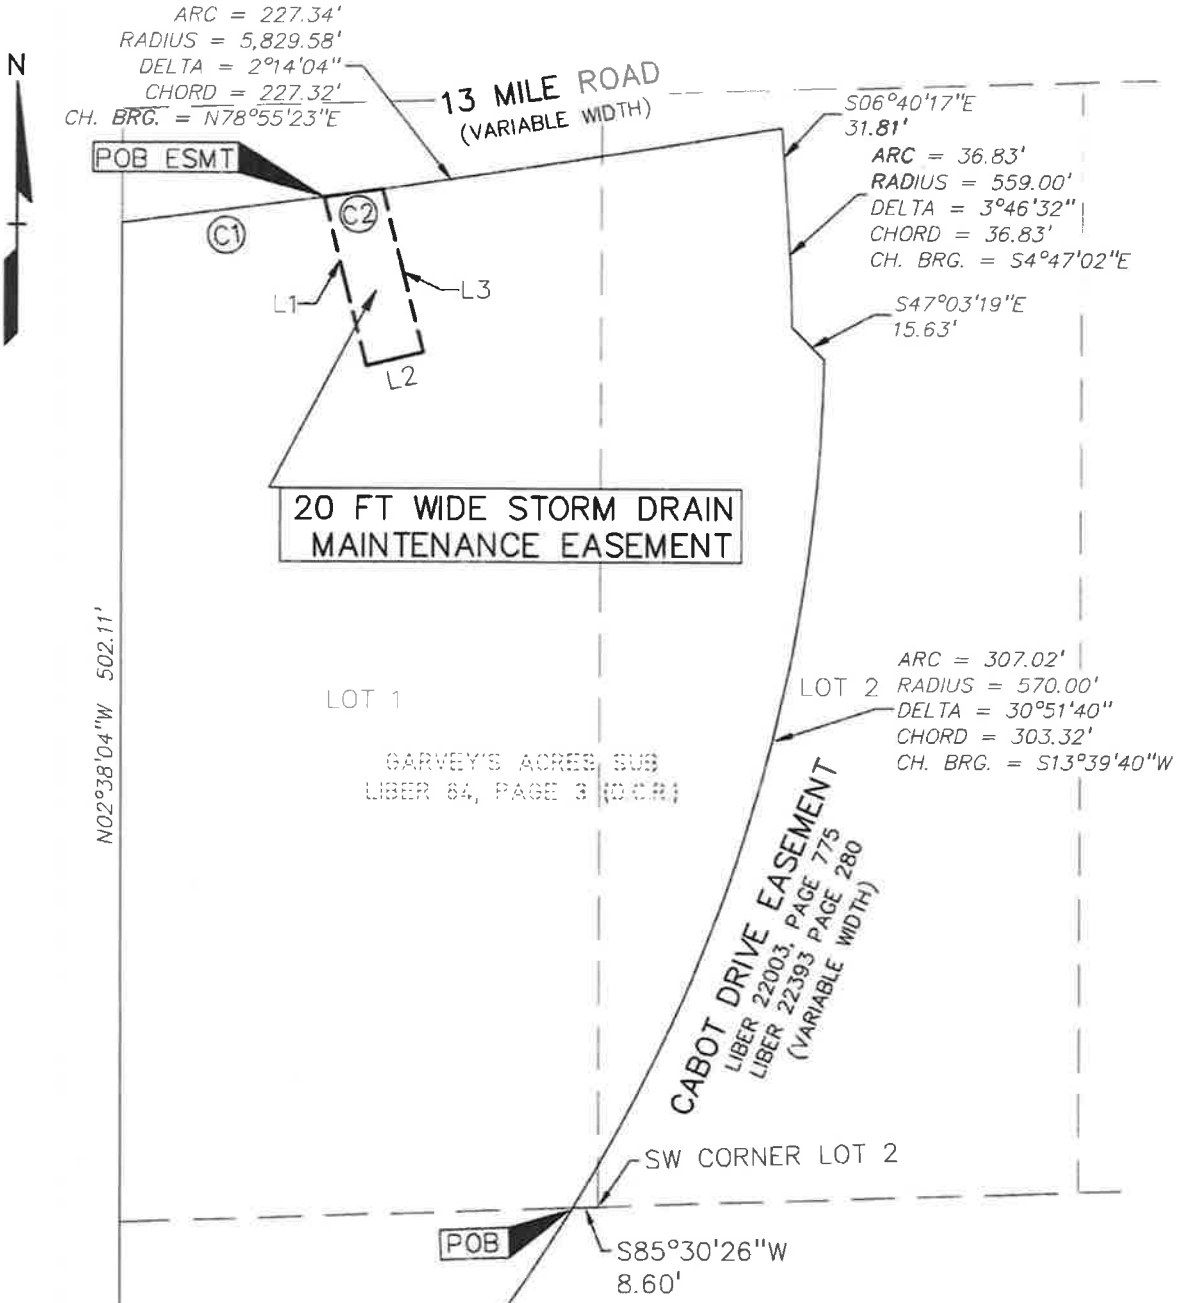 ARC = 227.34'
RADIUS = 5,829.58'
DELTA = 2°14'04"
CHORD = 227.32'
CH. BRG. = N78°55'23"E
N
13 MILE ROAD
(VARIABLE WIDTH)
S06°40'17"E
31.81'
ARC = 36.83'
RADIUS = 559.00'
DELTA = 3°46'32"
CHORD = 36.83'
CH. BRG. = S4°47'02"E
POB ESMT
C1
C2
L1
L3
L2
S47°03'19"E
15.63'
20 FT WIDE STORM DRAIN
MAINTENANCE EASEMENT
N02°38'04"W 502.11'
LOT 1
GARVEY'S ACRES SUB
LIBER 64, PAGE 3 (O.C.R.)
LOT 2
ARC = 307.02'
RADIUS = 570.00'
DELTA = 30°51'40"
CHORD = 303.32'
CH. BRG. = S13°39'40"W
CABOT DRIVE EASEMENT
LIBER 22003, PAGE 775
LIBER 22393 PAGE 280
(VARIABLE WIDTH)
SW CORNER LOT 2
POB
S85°30'26"W
8.60'